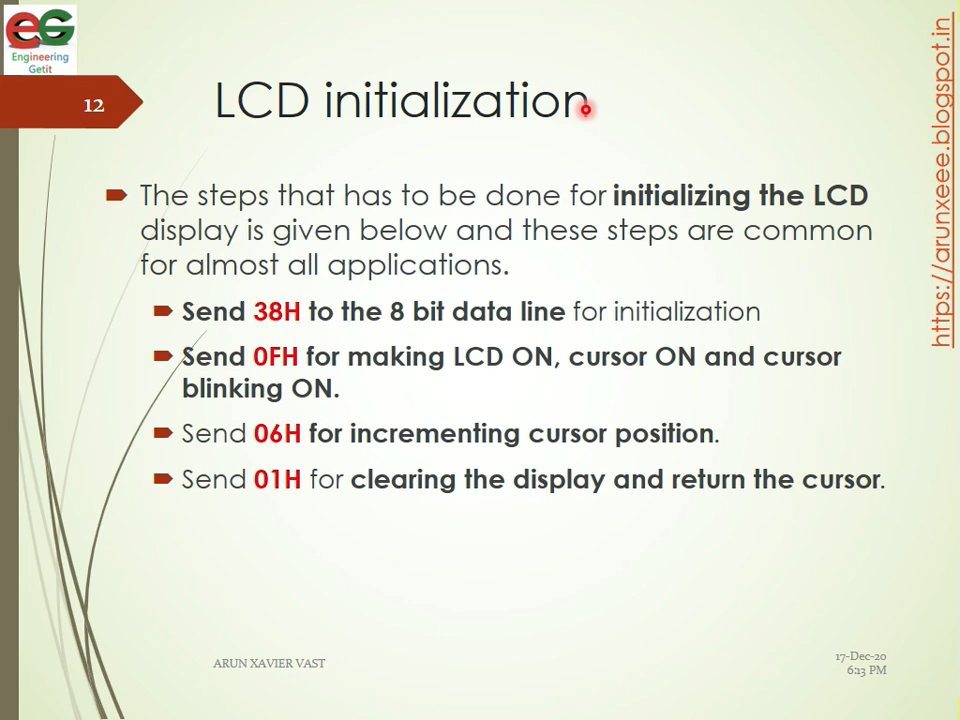 eG
Engineering
Getit
12
LCD initialization
https://arunxeee.blogspot.in
The steps that has to be done for initializing the LCD
display is given below and these steps are common
for almost all applications.
Send 38H to the 8 bit data line for initialization
Send 0FH for making LCD ON, cursor ON and cursor
blinking ON.
Send 06H for incrementing cursor position.
Send 01H for clearing the display and return the cursor.
ARUN XAVIER VAST
17-Dec-20
6:13 PM